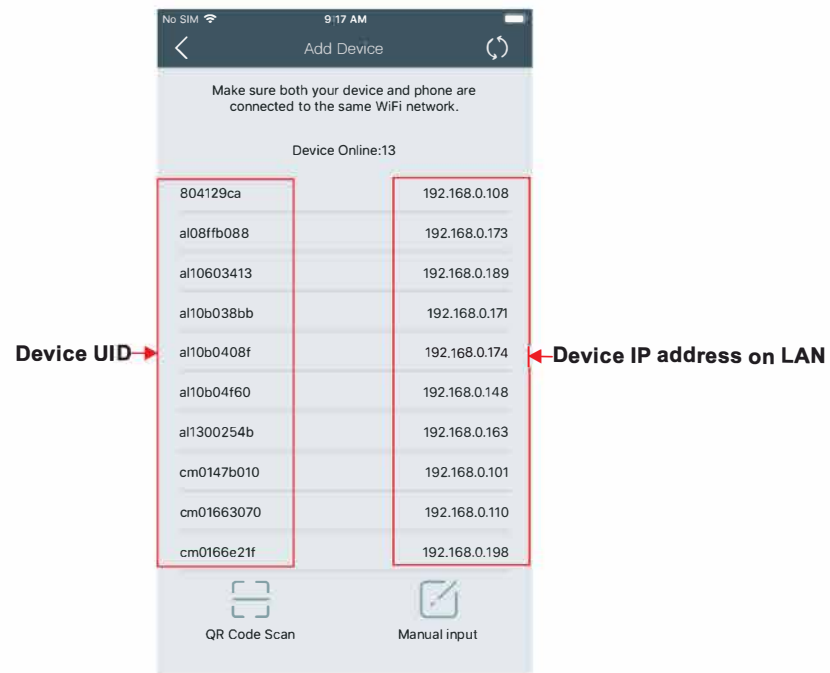 No SIM 9:17 AM
Add Device
Make sure both your device and phone are
connected to the same WiFi network.
Device Online:13
804129ca 192.168.0.108
al08ffb088 192.168.0.173
al10603413 192.168.0.189
al10b038bb 192.168.0.171
Device UID al10b0408f 192.168.0.174 Device IP address on LAN
al10b04f60 192.168.0.148
al1300254b 192.168.0.163
cm0147b010 192.168.0.101
cm01663070 192.168.0.110
cm0166e21f 192.168.0.198
QR Code Scan Manual input